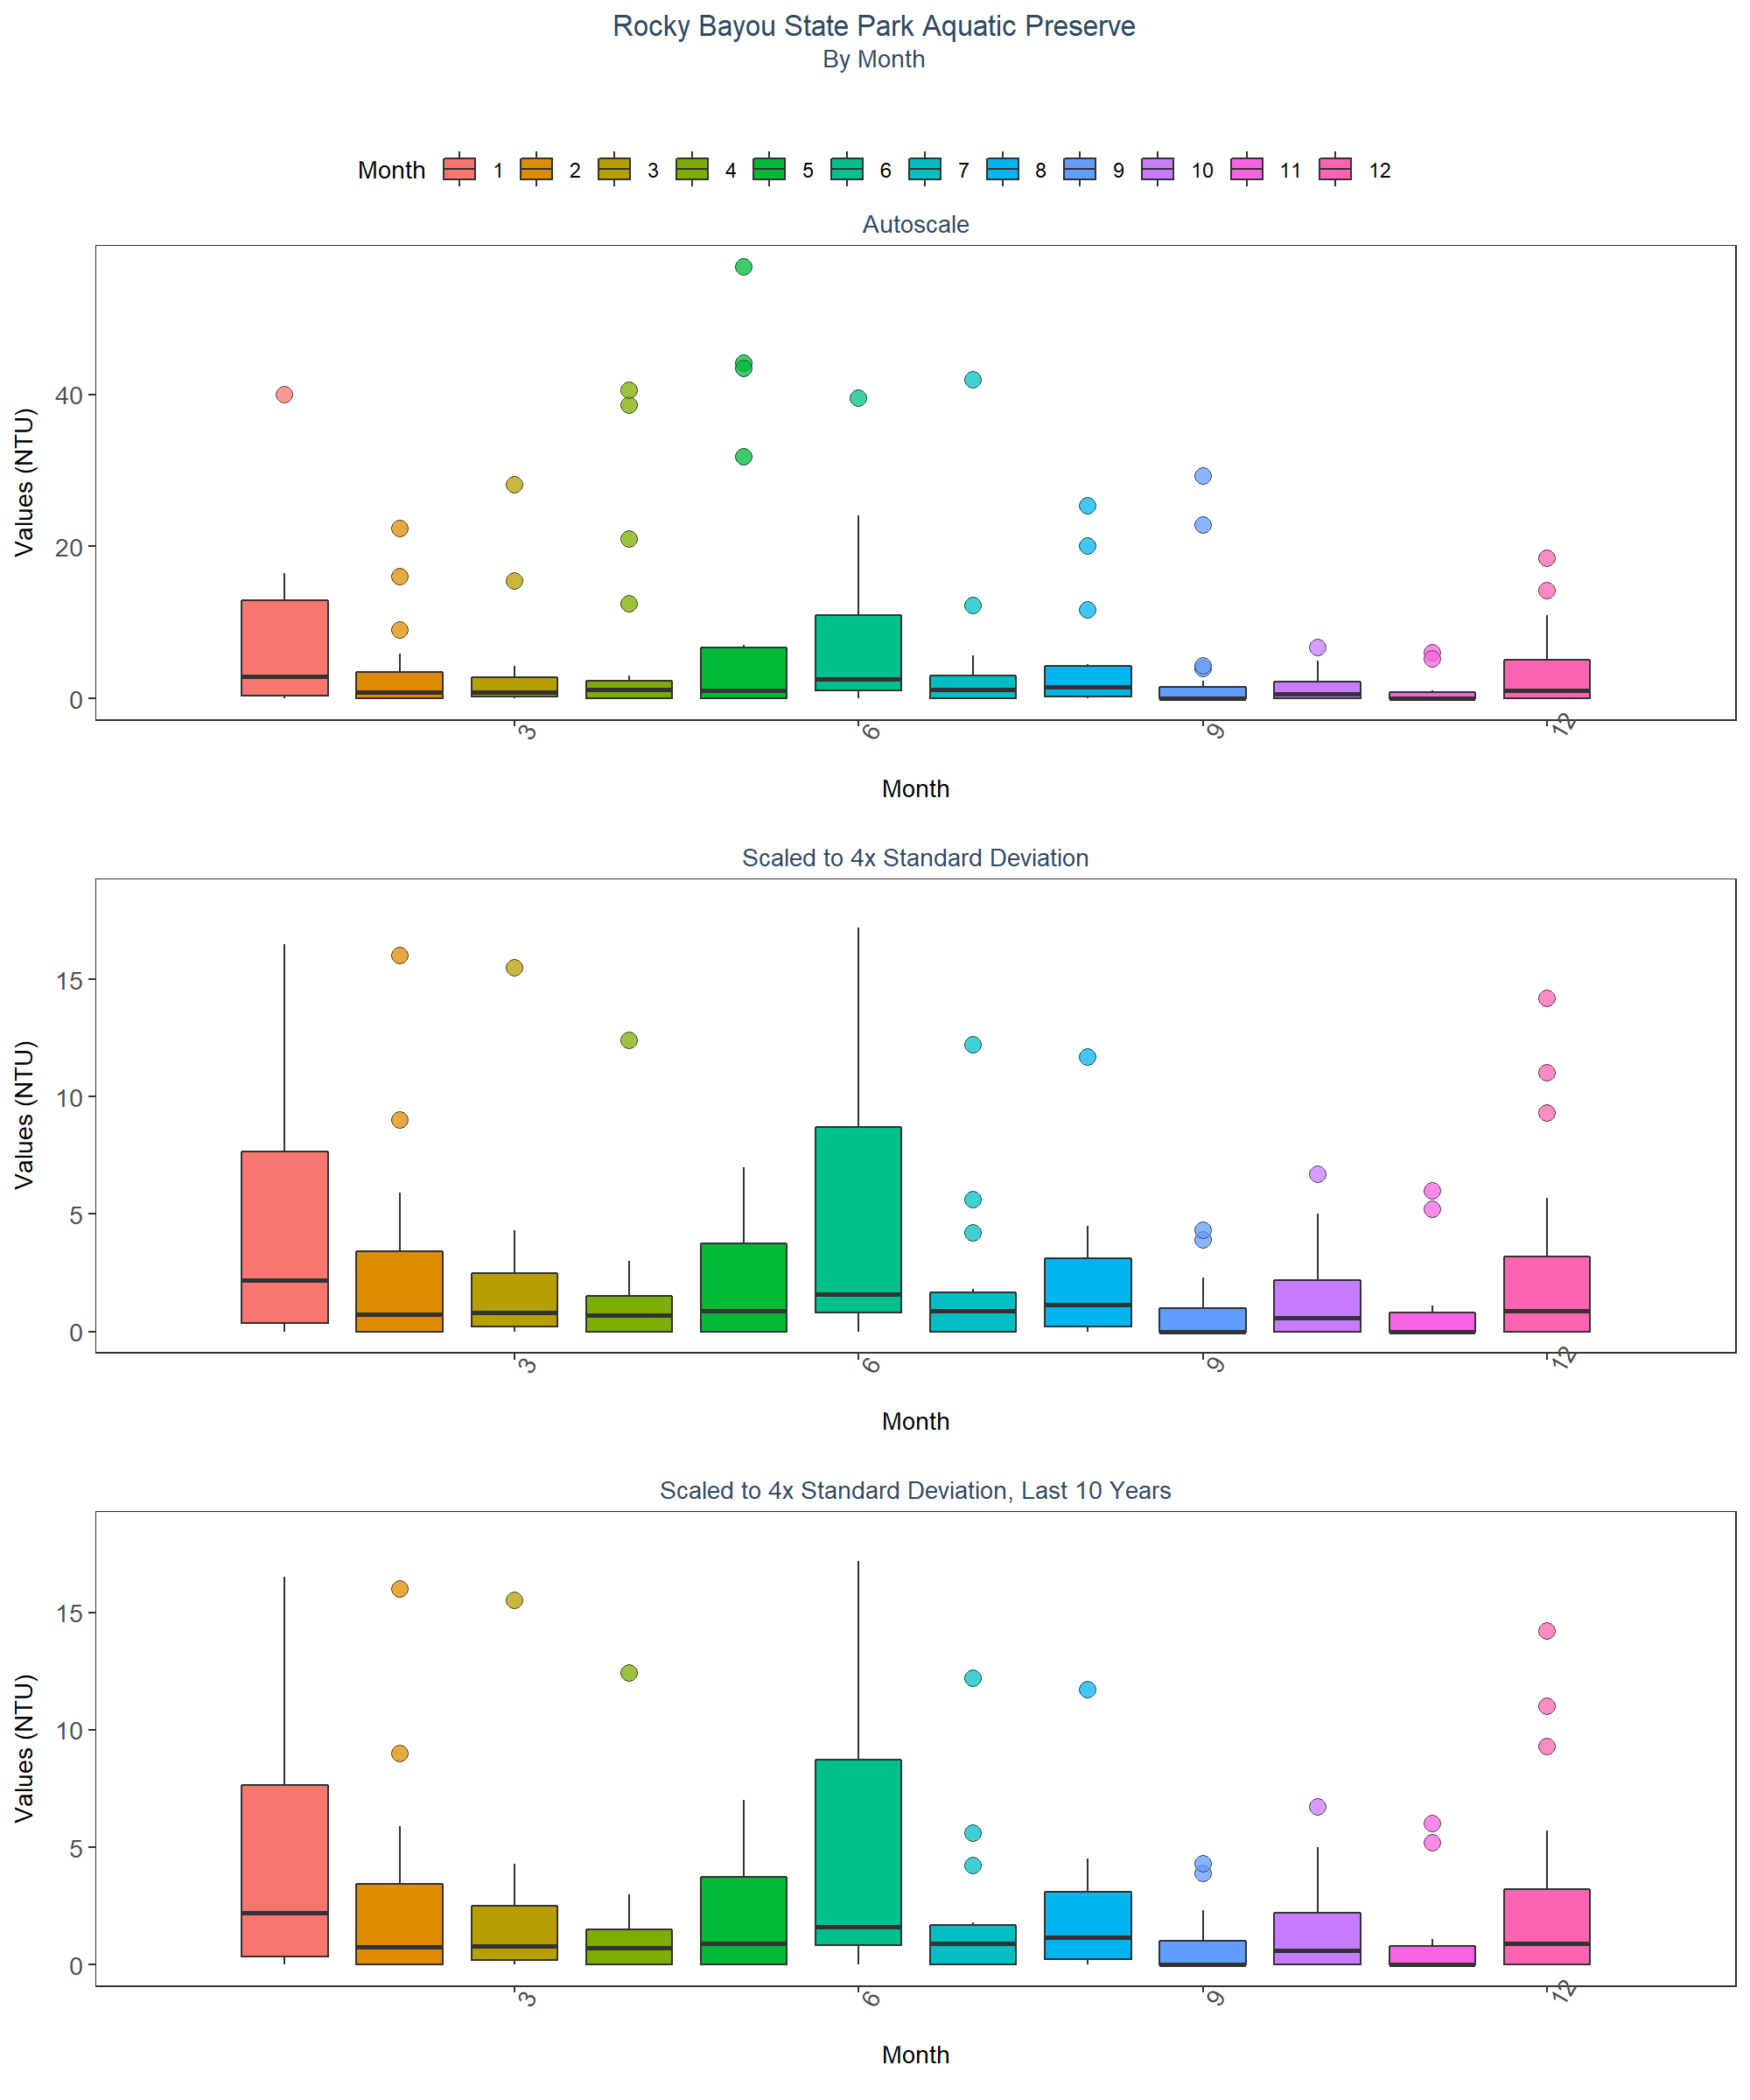 Rocky Bayou State Park Aquatic Preserve
By Month
Month 1 2 3 4 5 6 7 8 9 10 11 12
Autoscale
Values (NTU)
40
20
0
3 6 9 12
Month
Scaled to 4x Standard Deviation
Values (NTU)
15
10
5
0
3 6 9 12
Month
Scaled to 4x Standard Deviation, Last 10 Years
Values (NTU)
15
10
5
0
3 6 9 12
Month